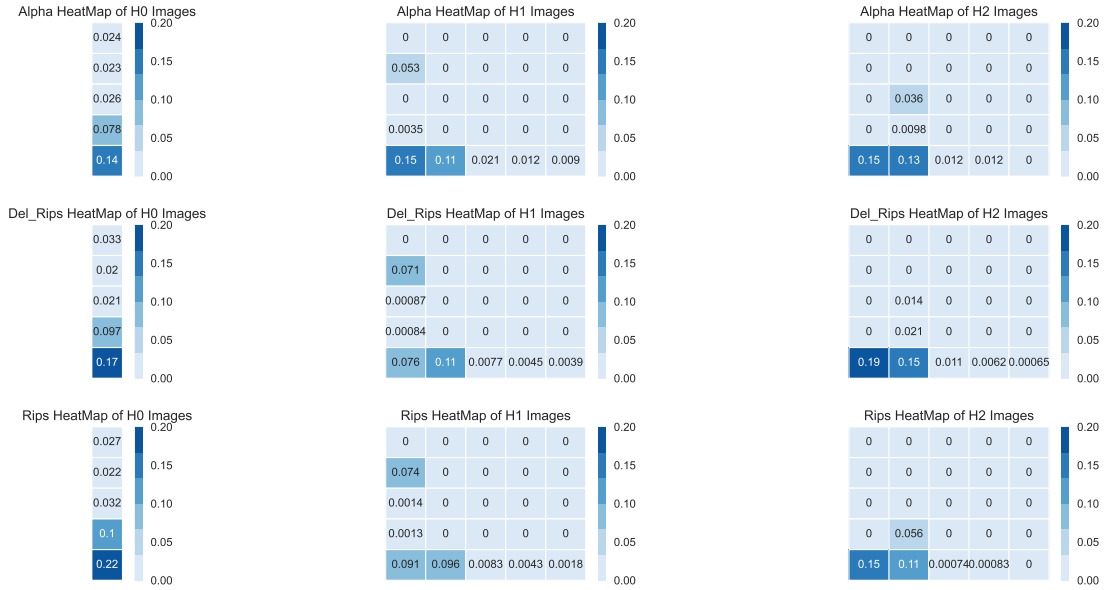 Alpha HeatMap of H0 Images
0.024
0.023
0.026
0.078
0.14
0.20
0.15
0.10
0.05
0.00
Alpha HeatMap of H1 Images
0 0 0 0 0
0.053 0 0 0 0
0 0 0 0 0
0.0035 0 0 0 0
0.15 0.11 0.021 0.012 0.009
0.20
0.15
0.10
0.05
0.00
Alpha HeatMap of H2 Images
0 0 0 0 0
0 0 0 0 0
0 0.036 0 0 0
0 0.0098 0 0 0
0.15 0.13 0.012 0.012 0
0.20
0.15
0.10
0.05
0.00
Del_Rips HeatMap of H0 Images
0.033
0.02
0.021
0.097
0.17
0.20
0.15
0.10
0.05
0.00
Del_Rips HeatMap of H1 Images
0 0 0 0 0
0.071 0 0 0 0
0.00087 0 0 0 0
0.00084 0 0 0 0
0.076 0.11 0.0077 0.0045 0.0039
0.20
0.15
0.10
0.05
0.00
Del_Rips HeatMap of H2 Images
0 0 0 0 0
0 0 0 0 0
0 0.014 0 0 0
0 0.021 0 0 0
0.19 0.15 0.011 0.0062 0.00065
0.20
0.15
0.10
0.05
0.00
Rips HeatMap of H0 Images
0.027
0.022
0.032
0.1
0.22
0.20
0.15
0.10
0.05
0.00
Rips HeatMap of H1 Images
0 0 0 0 0
0.074 0 0 0 0
0.0014 0 0 0 0
0.0013 0 0 0 0
0.091 0.096 0.0083 0.0043 0.0018
0.20
0.15
0.10
0.05
0.00
Rips HeatMap of H2 Images
0 0 0 0 0
0 0 0 0 0
0 0 0 0 0
0 0.056 0 0 0
0.15 0.11 0.00074 0.00083 0
0.20
0.15
0.10
0.05
0.00